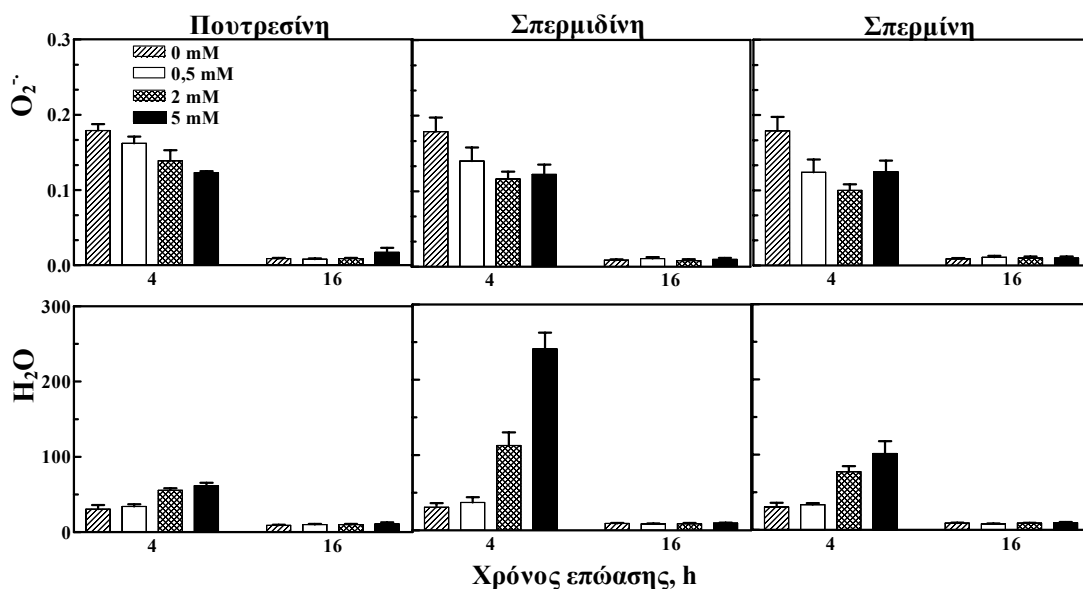 Πουτρεσίνη Σπερμιδίνη Σπερμίνη
0.3
0 mM
0,5 mM
2 mM
5 mM
O₂⁻·
0.2
0.1
0.0
4 16 4 16 4 16
300
H₂O
200
100
0
4 16 4 16 4 16
Χρόνος επώασης, h